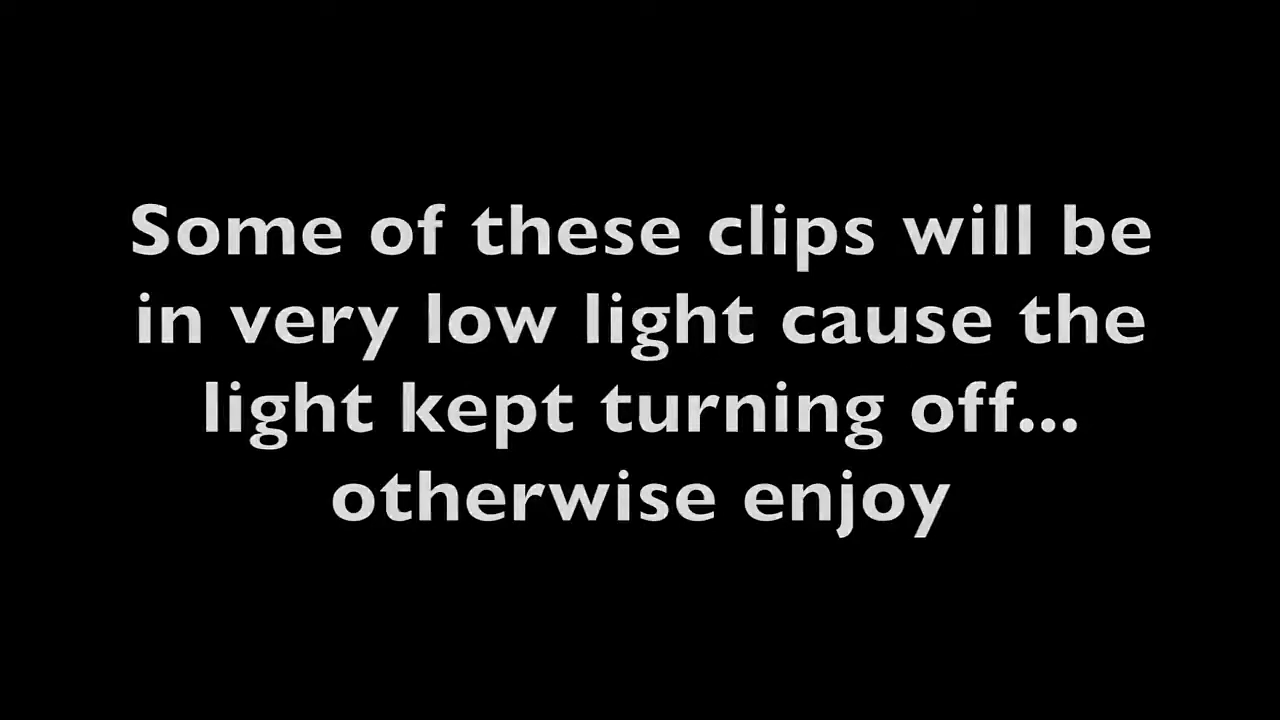 Some of these clips will be
in very low light cause the
light kept turning off...
otherwise enjoy